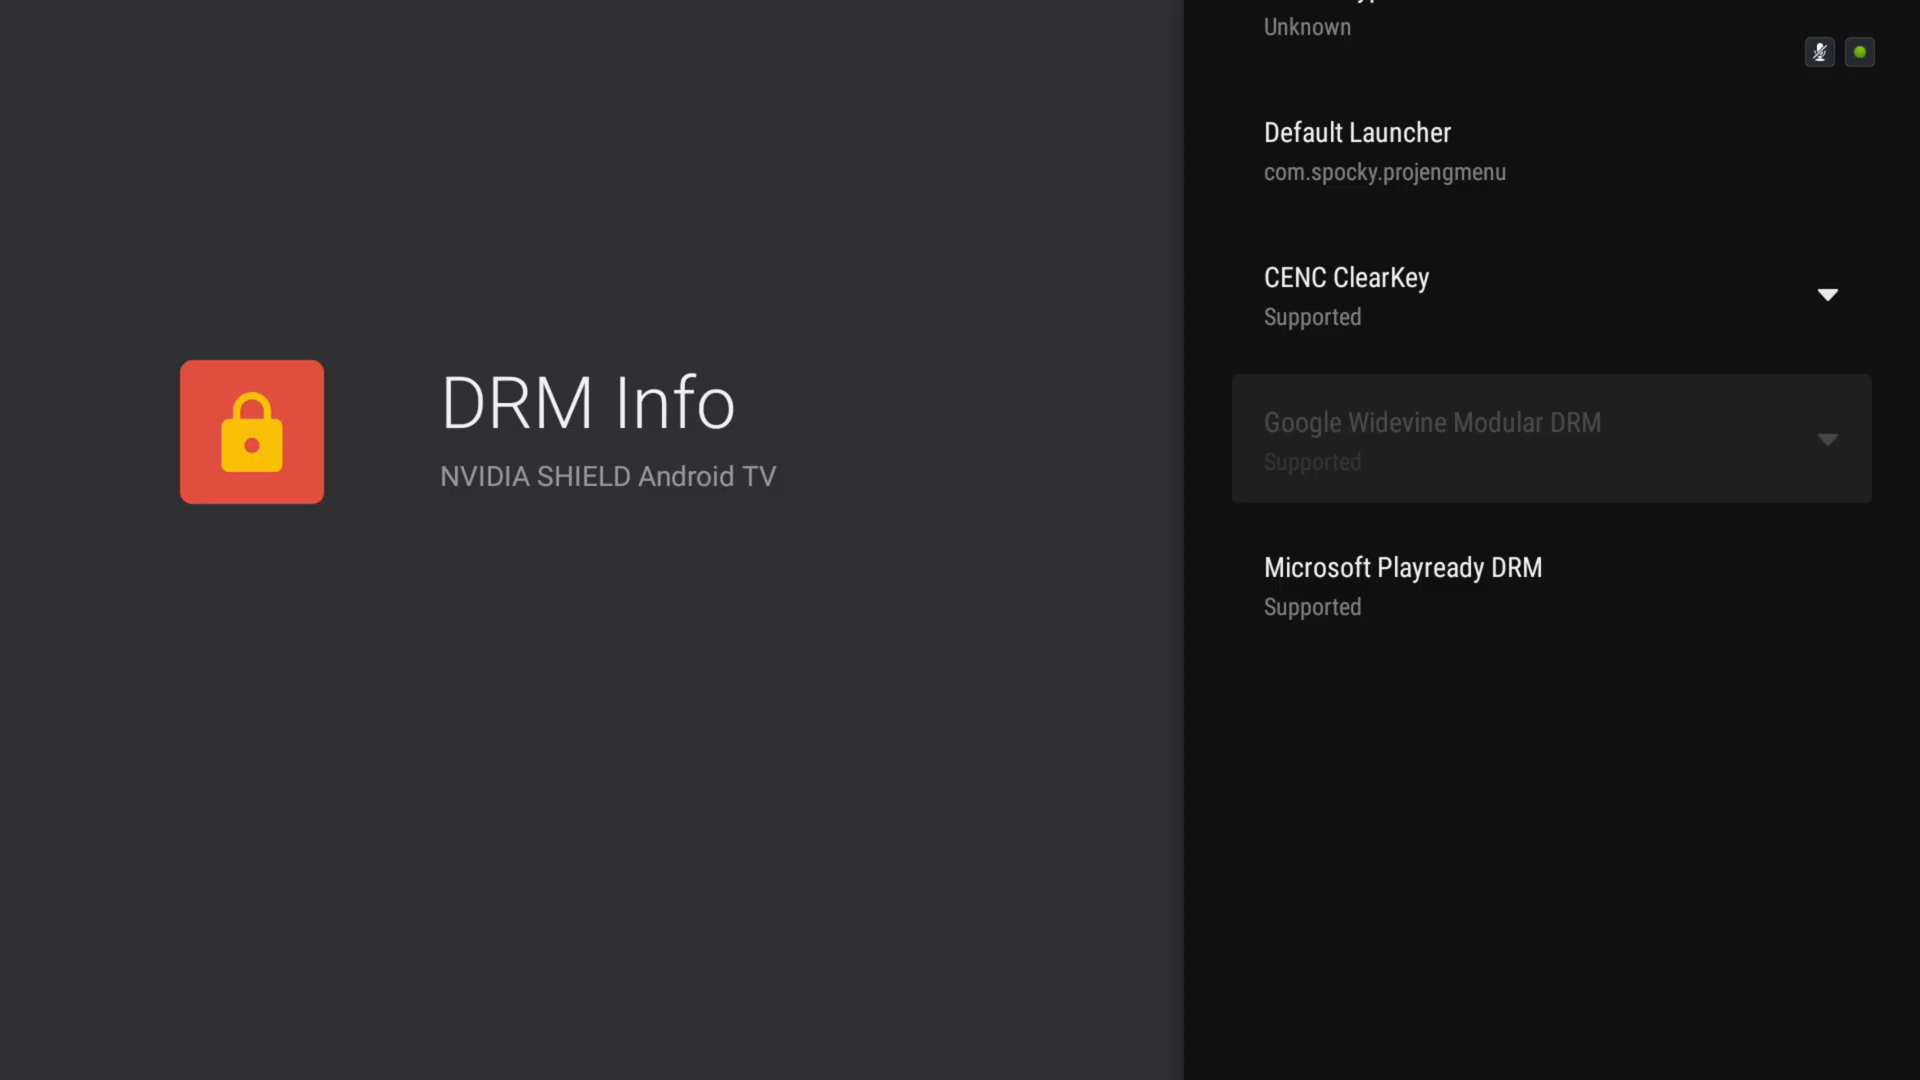 DRM Info
NVIDIA SHIELD Android TV
Unknown
Default Launcher
com.spocky.projengmenu
CENC ClearKey
Supported
Google Widevine Modular DRM
Supported
Microsoft Playready DRM
Supported